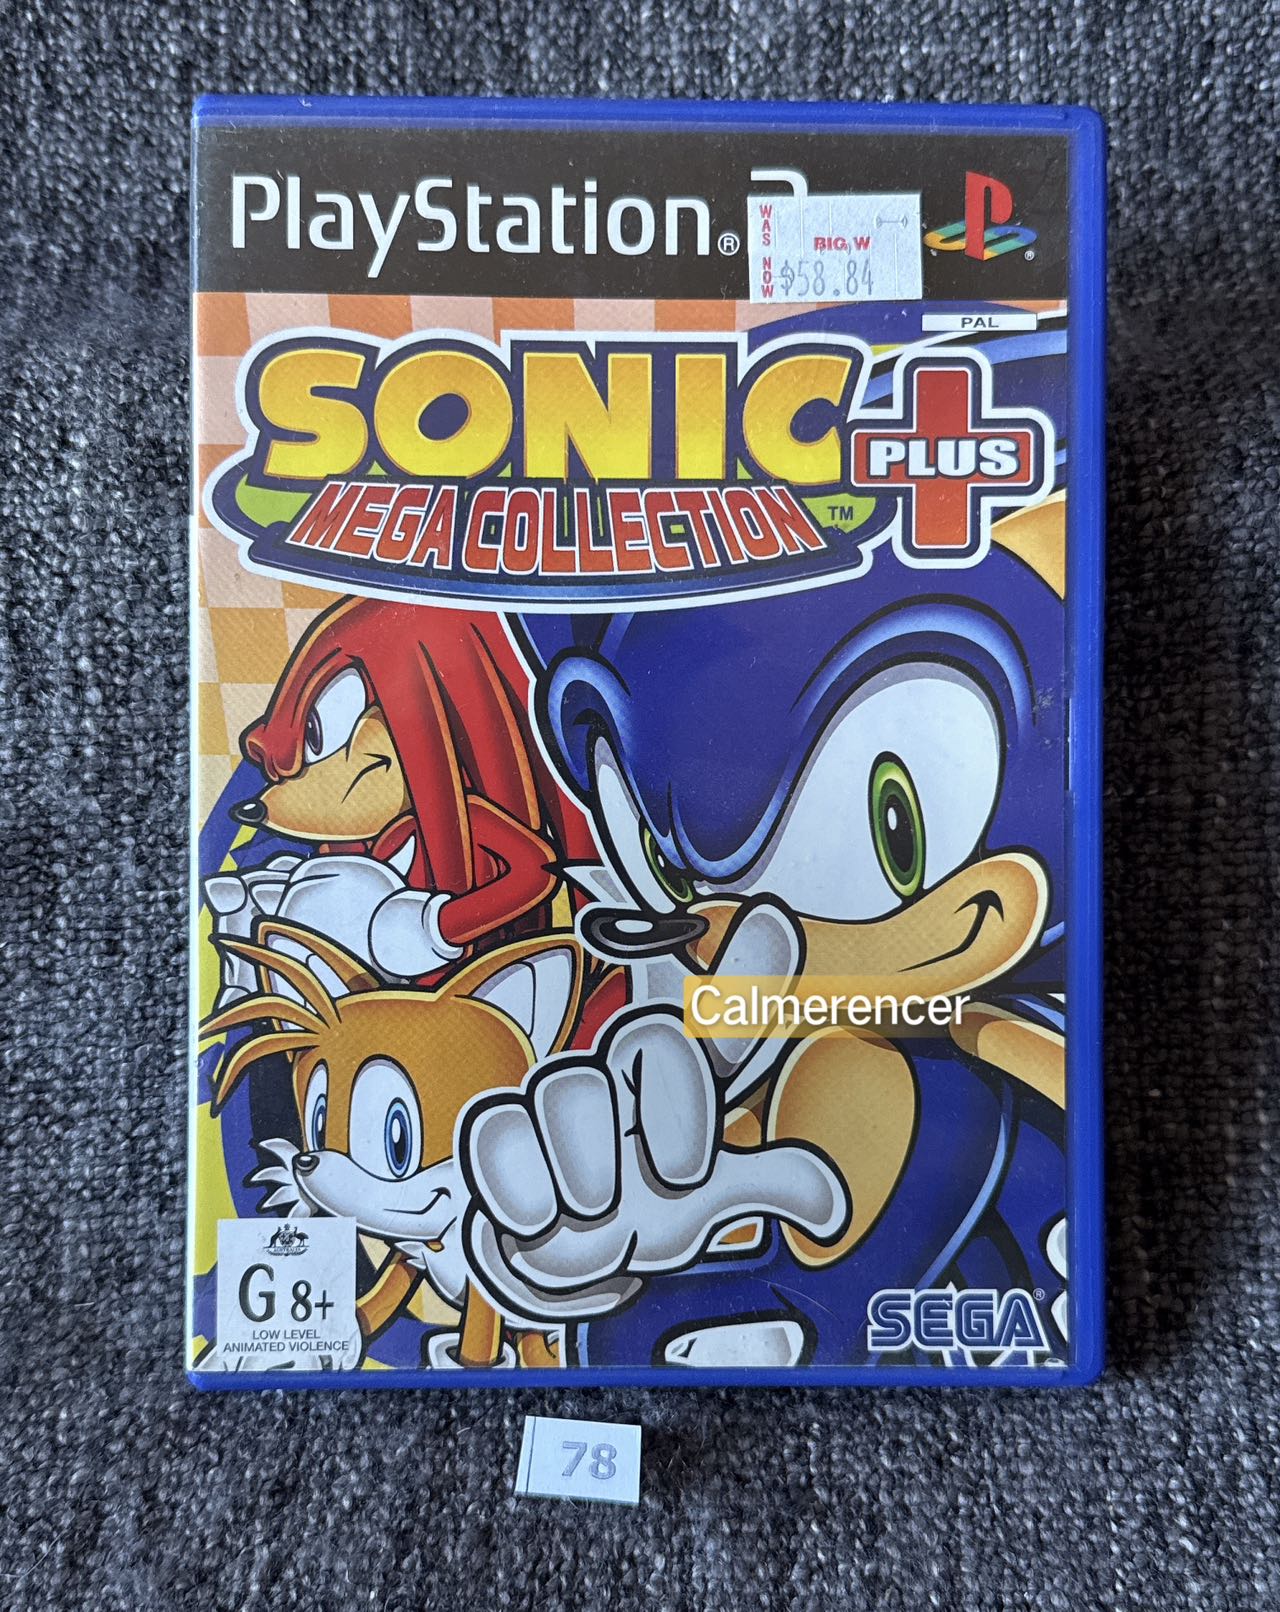 PlayStation®
WAS
BIG W
NOW $58.84
PAL
SONIC
MEGA COLLECTION ™
PLUS
Calmerencer
AUSTRALIA
G 8+
LOW LEVEL
ANIMATED VIOLENCE
SEGA®
78